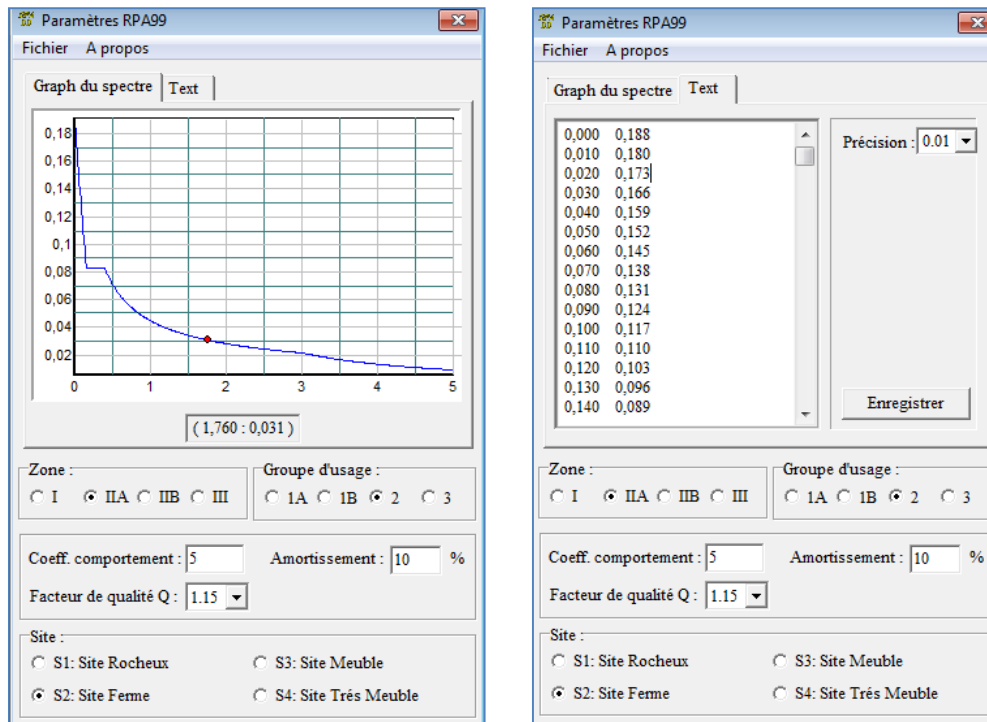 Paramètres RPA99
Fichier A propos
Graph du spectre Text
0,18
0,16
0,14
0,12
0,1
0,08
0,06
0,04
0,02
0 1 2 3 4 5
( 1,760 : 0,031 )
Zone :
I IIA IIB III
Groupe d'usage :
1A 1B 2 3
Coeff. comportement : 5 Amortissement : 10 %
Facteur de qualité Q : 1.15
Site :
S1: Site Rocheux S3: Site Meuble
S2: Site Ferme S4: Site Trés Meuble
Paramètres RPA99
Fichier A propos
Graph du spectre Text
0,000 0,188
0,010 0,180
0,020 0,173
0,030 0,166
0,040 0,159
0,050 0,152
0,060 0,145
0,070 0,138
0,080 0,131
0,090 0,124
0,100 0,117
0,110 0,110
0,120 0,103
0,130 0,096
0,140 0,089
Précision : 0.01
Enregistrer
Zone :
I IIA IIB III
Groupe d'usage :
1A 1B 2 3
Coeff. comportement : 5 Amortissement : 10 %
Facteur de qualité Q : 1.15
Site :
S1: Site Rocheux S3: Site Meuble
S2: Site Ferme S4: Site Trés Meuble